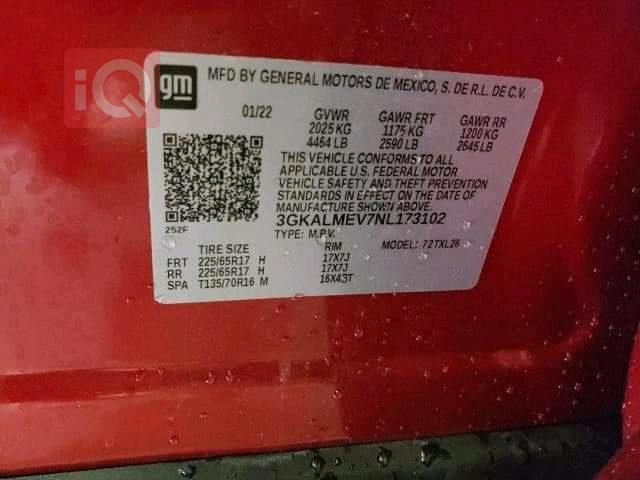 iQ
gm
MFD BY GENERAL MOTORS DE MEXICO, S. DE R.L. DE C.V.
01/22 GVWR GAWR FRT GAWR RR
2025 KG 1175 KG 1200 KG
4464 LB 2590 LB 2645 LB
THIS VEHICLE CONFORMS TO ALL
APPLICABLE U.S. FEDERAL MOTOR
VEHICLE SAFETY AND THEFT PREVENTION
STANDARDS IN EFFECT ON THE DATE OF
MANUFACTURE SHOWN ABOVE.
3GKALMEV7NL173102
252F
TYPE: M.P.V. MODEL: 72TXL26
TIRE SIZE RIM
FRT 225/65R17 H 17X7J
RR 225/65R17 H 17X7J
SPA T135/70R16 M 16X4.3T